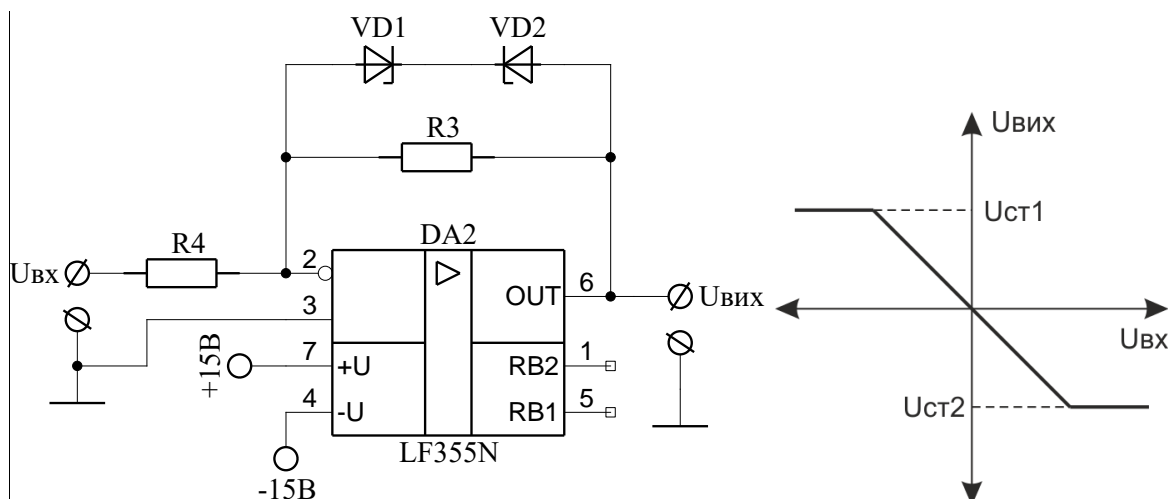 VD1
VD2
R3
DA2
R4
Uвх
2
3
7
4
+15В
-15В
+U
-U
OUT
RB2
RB1
6
1
5
Uвих
LF355N
Uвих
Uст1
Uвх
Uст2